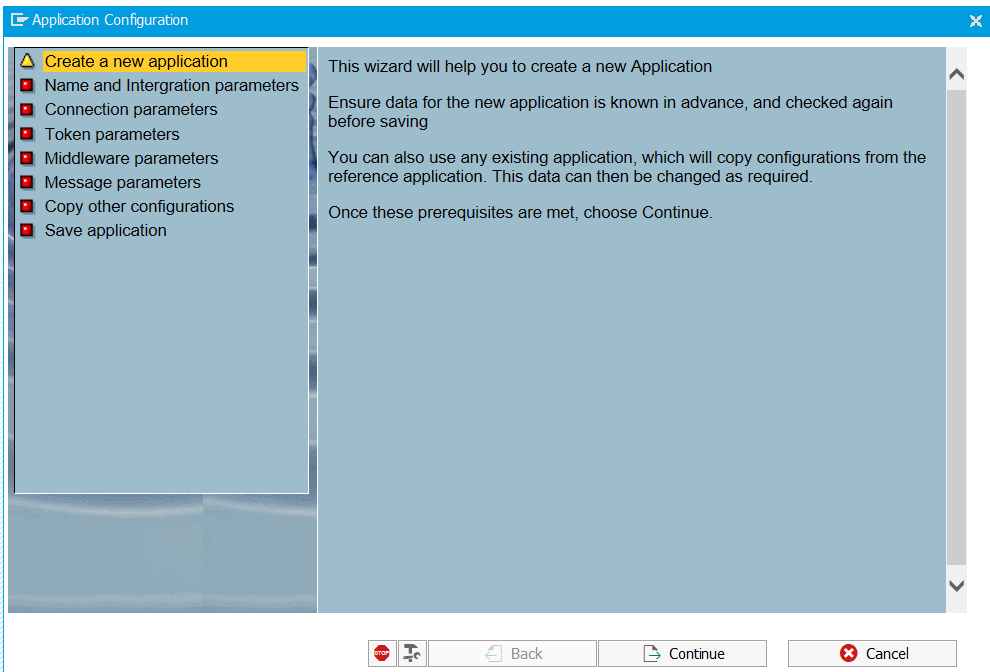 Application Configuration
Create a new application
Name and Intergration parameters
Connection parameters
Token parameters
Middleware parameters
Message parameters
Copy other configurations
Save application
This wizard will help you to create a new Application
Ensure data for the new application is known in advance, and checked again
before saving
You can also use any existing application, which will copy configurations from the
reference application. This data can then be changed as required.
Once these prerequisites are met, choose Continue.
STOP
Back
Continue
Cancel